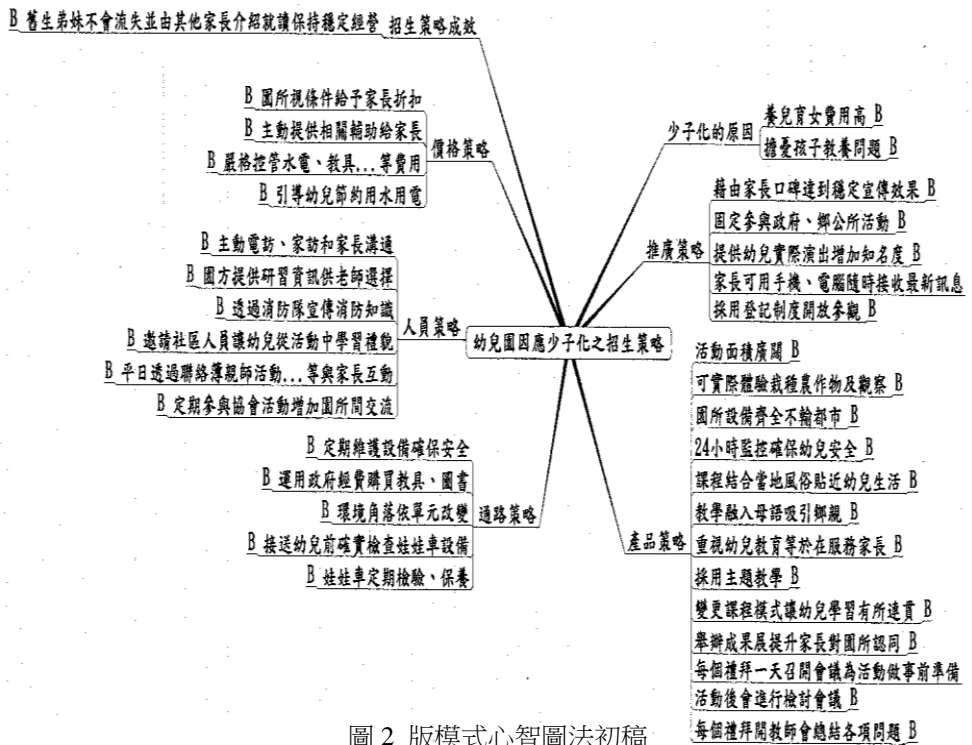 B 舊生弟妹不會流失並由其他家長介紹就讀保持穩定經營 招生策略成效
B 園所視條件給予家長折扣
B 主動提供相關輔助給家長
B 嚴格控管水電、教具...等費用
B 引導幼兒節約用水用電
價格策略
B 主動電訪、家訪和家長溝通
B 園方提供研習資訊供老師選擇
B 透過消防隊宣傳消防知識
B 邀請社區人員讓幼兒從活動中學習禮貌
B 平日透過聯絡簿親師活動...等與家長互動
B 定期參與協會活動增加園所間交流
人員策略
B 定期維護設備確保安全
B 運用政府經費購買教具、圖書
B 環境角落依單元改變
B 接送幼兒前確實檢查娃娃車設備
B 娃娃車定期檢驗、保養
通路策略
幼兒園因應少子化之招生策略
少子化的原因
養兒育女費用高 B
擔憂孩子教養問題 B
推廣策略
藉由家長口碑達到穩定宣傳效果 B
固定參與政府、鄉公所活動 B
提供幼兒實際演出增加知名度 B
家長可用手機、電腦隨時接收最新訊息
採用登記制度開放參觀 B
產品策略
活動面積廣闊 B
可實際體驗栽種農作物及觀察 B
園所設備齊全不輸都市 B
24小時監控確保幼兒安全 B
課程結合當地風俗貼近幼兒生活 B
教學融入母語吸引鄉親 B
重視幼兒教育等於在服務家長 B
採用主題教學 B
變更課程模式讓幼兒學習有所連貫 B
舉辦成果展提升家長對園所認同 B
每個禮拜一天召開會議為活動做事前準備
活動後會進行檢討會議 B
每個禮拜開教師會總結各項問題 B
圖 2 版模式心智圖法初稿